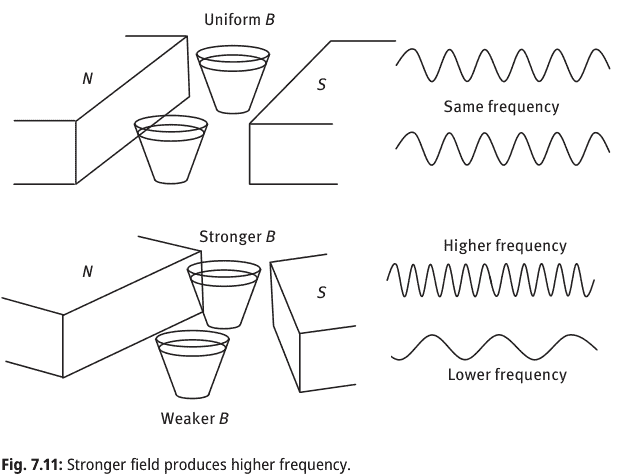 Uniform B
N
S
Same frequency
Stronger B
Higher frequency
N
S
Lower frequency
Weaker B
Fig. 7.11: Stronger field produces higher frequency.